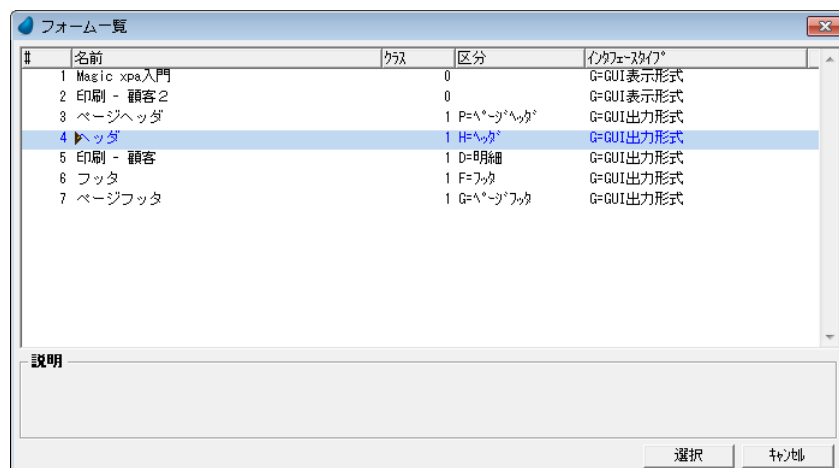 フォーム一覧
# 名前 クラス 区分 インタフェースタイプ
1 Magic xpa入門 0 G=GUI表示形式
2 印刷 - 顧客2 0 G=GUI表示形式
3 ページヘッダ 1 P=ページヘッダ G=GUI出力形式
4 ヘッダ 1 H=ヘッダ G=GUI出力形式
5 印刷 - 顧客 1 D=明細 G=GUI出力形式
6 フッタ 1 F=フッタ G=GUI出力形式
7 ページフッタ 1 G=ページフッタ G=GUI出力形式
説明
選択 キャンセル